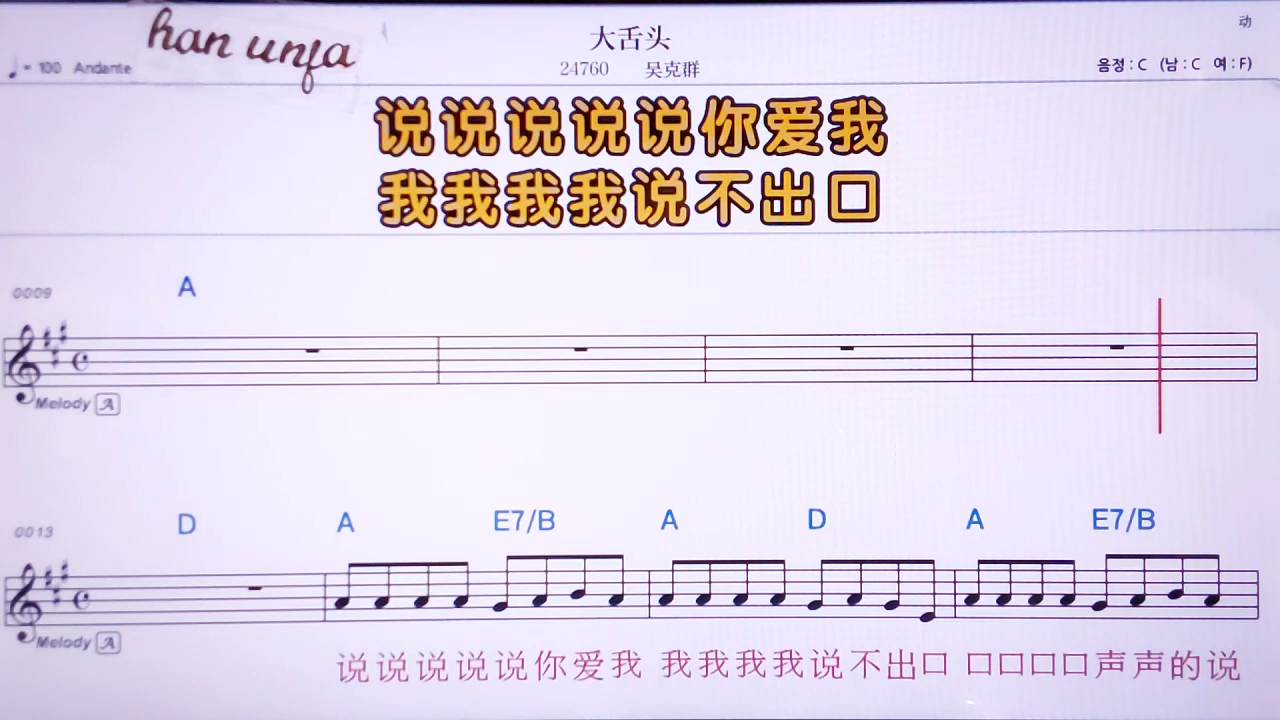 han unfa
大舌头
动
♩= 100 Andante
24760 吴克群
음정 : C (남 : C 여 : F)
说说说说说你爱我
我我我我说不出口
0009 A
Melody A
0013 D A E7/B A D A E7/B
Melody A
说说说说说你爱我 我我我我说不出口 口口口口声声的说